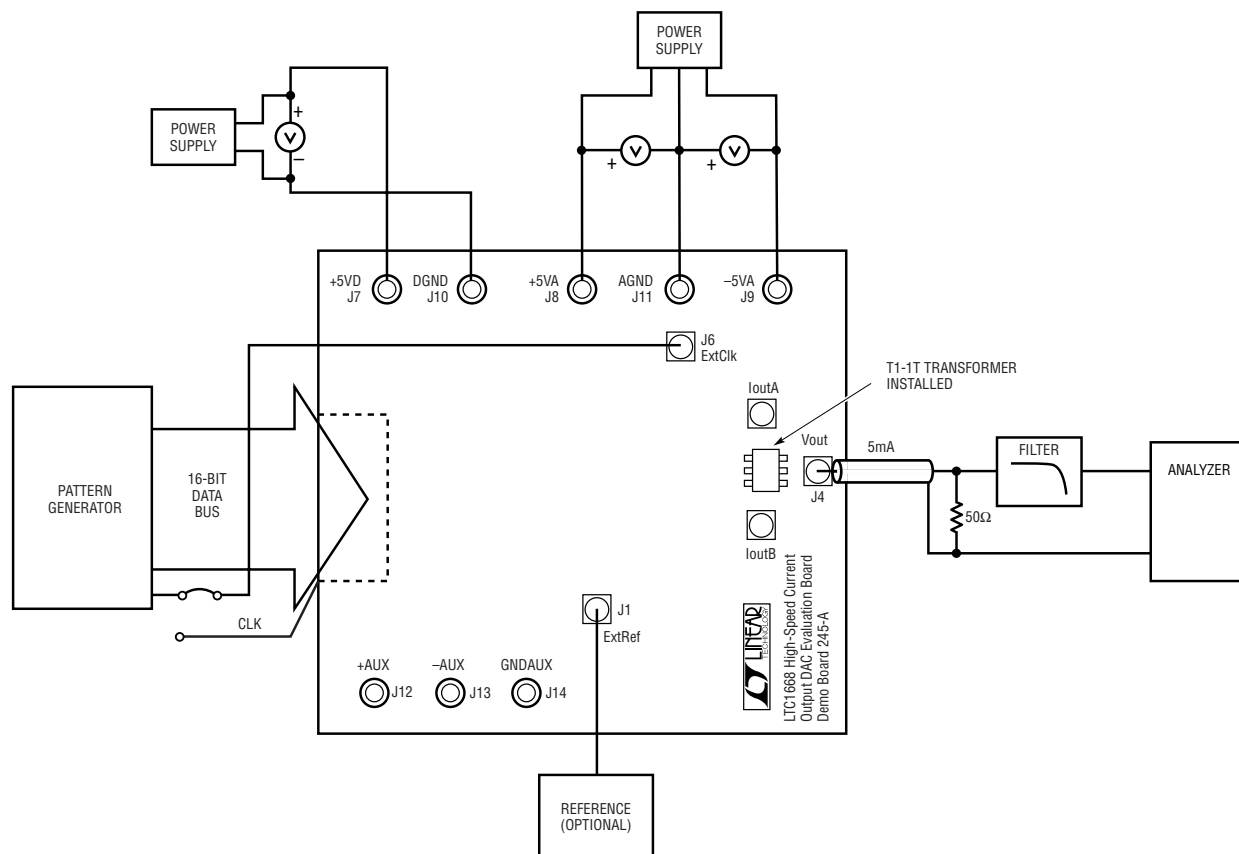 POWER
SUPPLY
+
V
–
POWER
SUPPLY
+
V
+
V
+5VD
J7
DGND
J10
+5VA
J8
AGND
J11
–5VA
J9
J6
ExtClk
T1-1T TRANSFORMER
INSTALLED
IoutA
Vout
J4
IoutB
5mA
50Ω
FILTER
ANALYZER
PATTERN
GENERATOR
16-BIT
DATA
BUS
CLK
J1
ExtRef
+AUX
J12
–AUX
J13
GNDAUX
J14
LINEAR
TECHNOLOGY
LTC1668 High-Speed Current
Output DAC Evaluation Board
Demo Board 245-A
REFERENCE
(OPTIONAL)